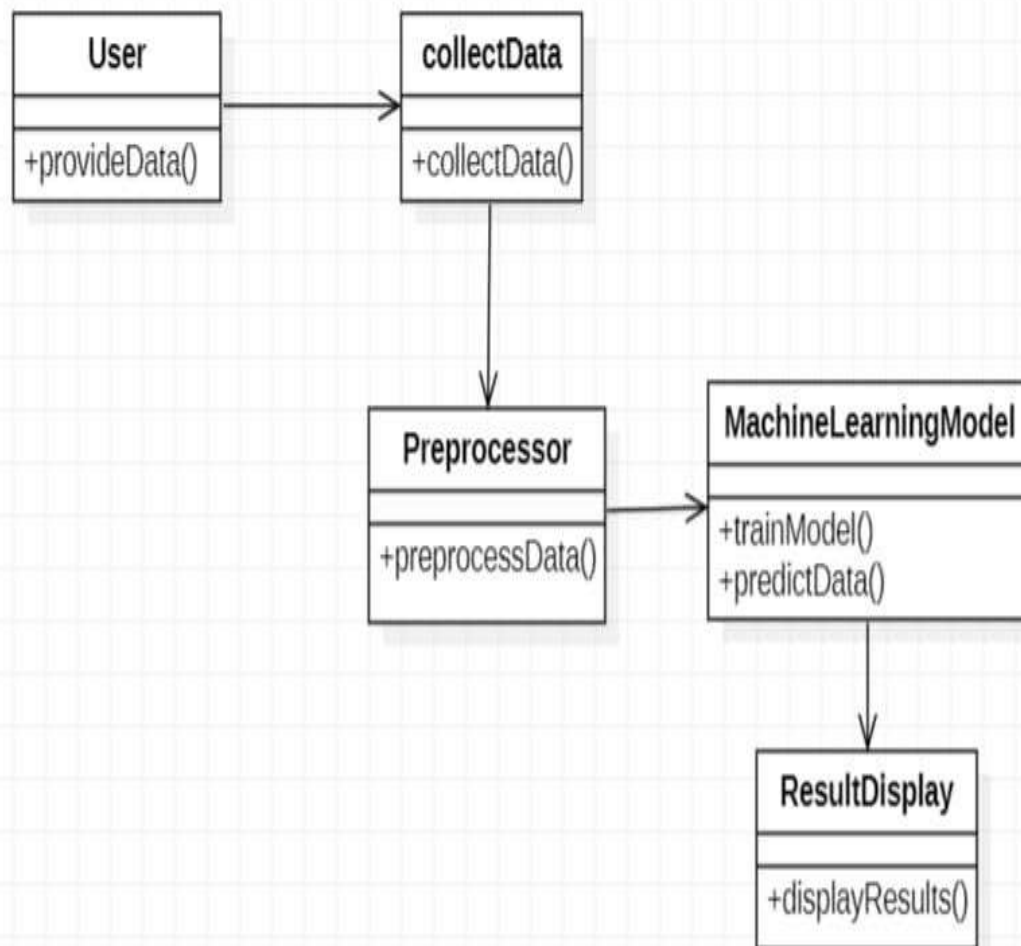 User
+provideData()
collectData
+collectData()
Preprocessor
+preprocessData()
MachineLearningModel
+trainModel()
+predictData()
ResultDisplay
+displayResults()